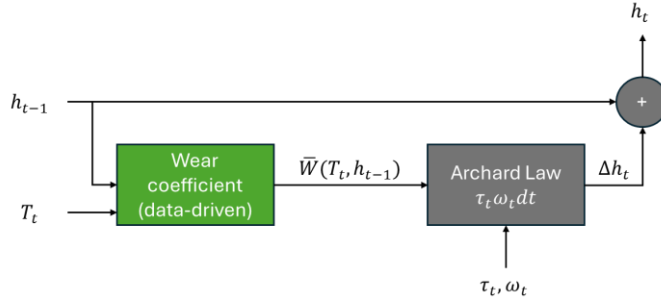 h_t
h_{t-1}
+
Wear
coefficient
(data-driven)
W̄(T_t, h_{t-1})
Archard Law
τ_t ω_t dt
Δh_t
T_t
τ_t, ω_t